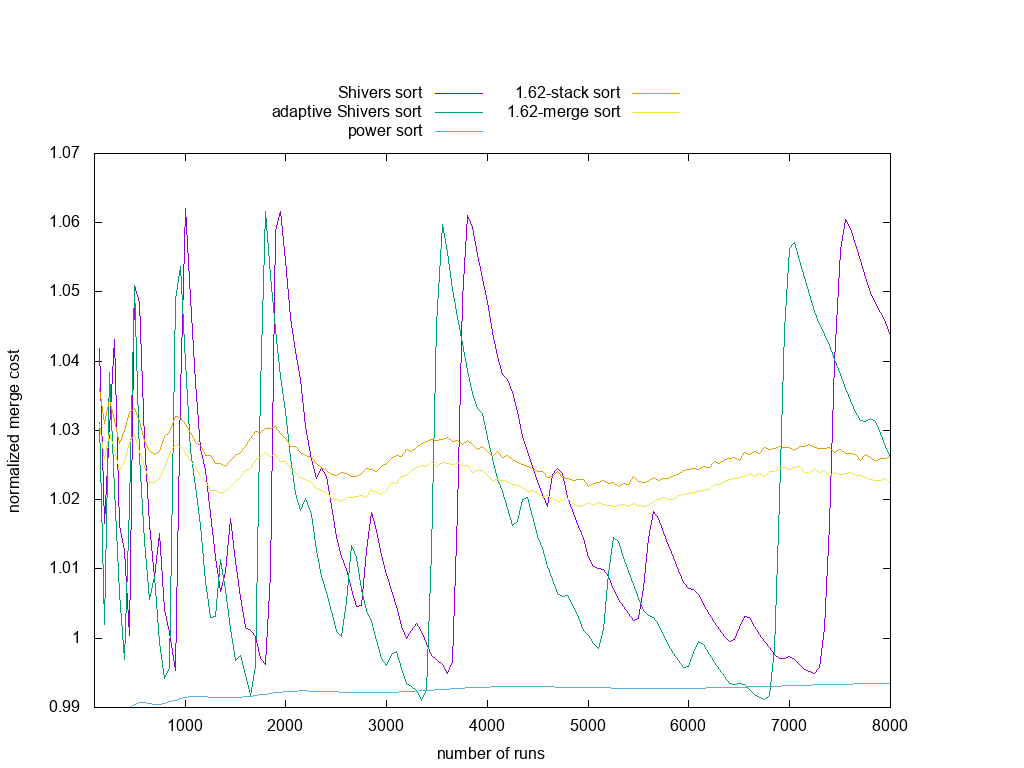 Shivers sort
adaptive Shivers sort
power sort
1.62-stack sort
1.62-merge sort
1.07
1.06
1.05
1.04
1.03
1.02
1.01
1
0.99
normalized merge cost
1000 2000 3000 4000 5000 6000 7000 8000
number of runs